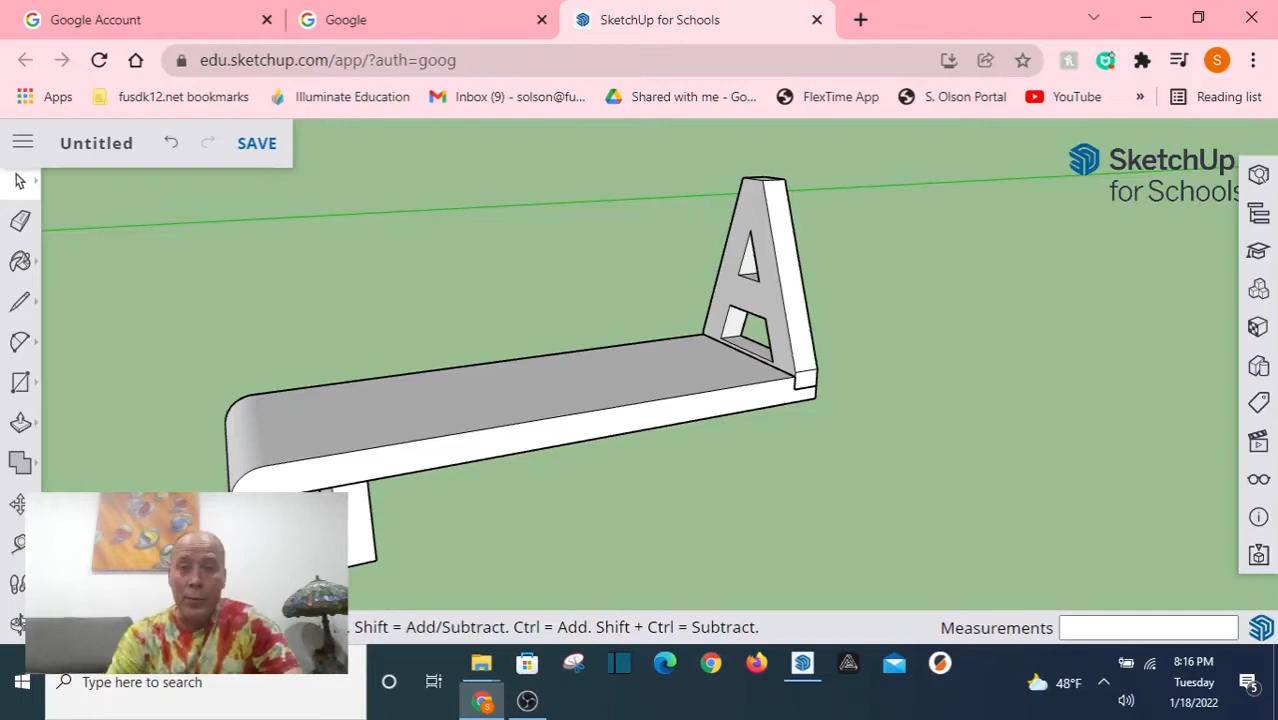 Google Account
Google
SketchUp for Schools
edu.sketchup.com/app/?auth=goog
S
Apps
fusdk12.net bookmarks
Illuminate Education
Inbox (9) - solson@fu...
Shared with me - Go...
FlexTime App
S. Olson Portal
YouTube
»
Reading list
Untitled
SAVE
SketchUp
for Schools
A
. Shift = Add/Subtract. Ctrl = Add. Shift + Ctrl = Subtract.
Measurements
Type here to search
48°F
8:16 PM
Tuesday
1/18/2022
5